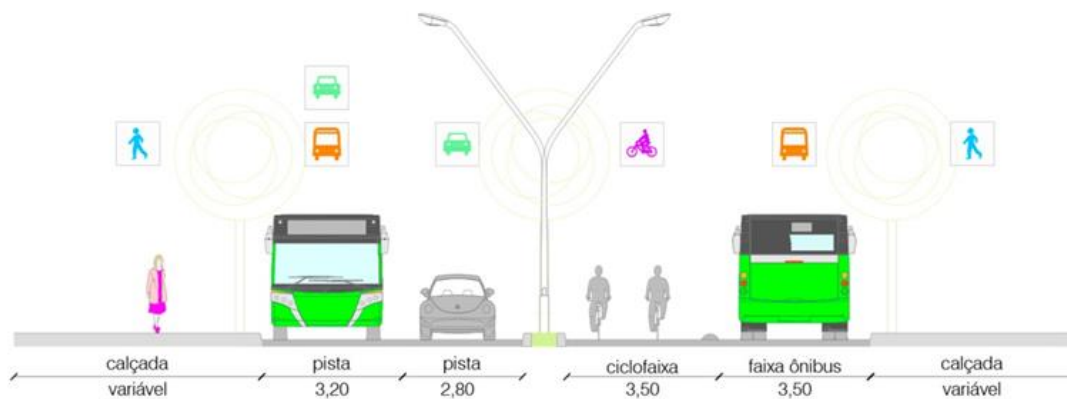 calçada pista pista ciclofaixa faixa ônibus calçada
variável 3,20 2,80 3,50 3,50 variável